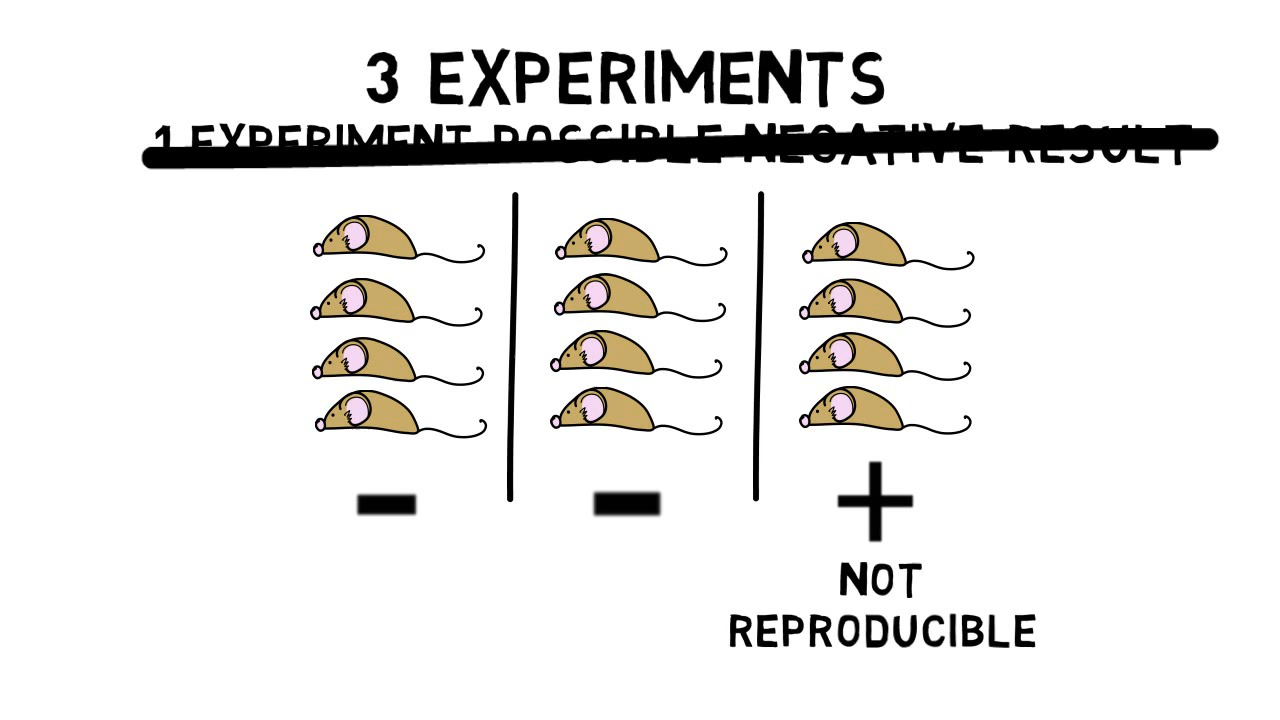 3 EXPERIMENTS
1 EXPERIMENT POSSIBLE NEGATIVE RESULT
- - +
NOT
REPRODUCIBLE